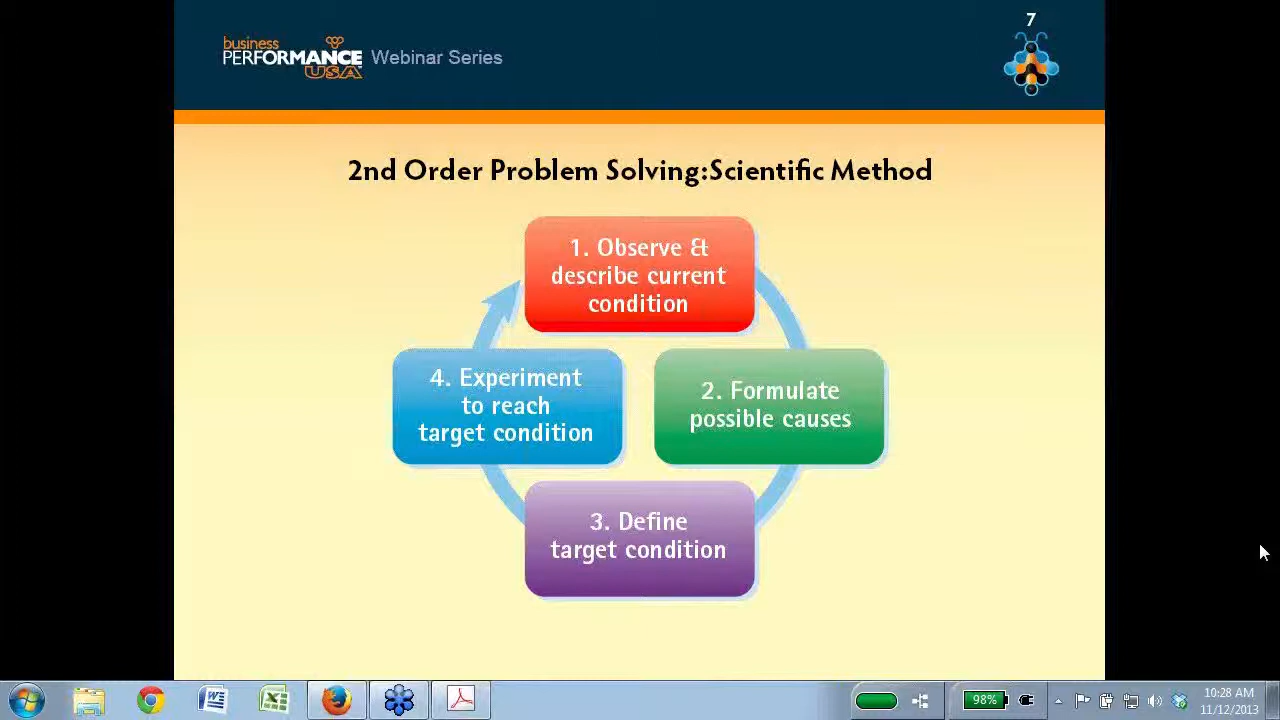 7
business
PERFORMANCE
USA
Webinar Series
2nd Order Problem Solving:Scientific Method
1. Observe &
describe current
condition
2. Formulate
possible causes
3. Define
target condition
4. Experiment
to reach
target condition
98%
10:28 AM
11/12/2013